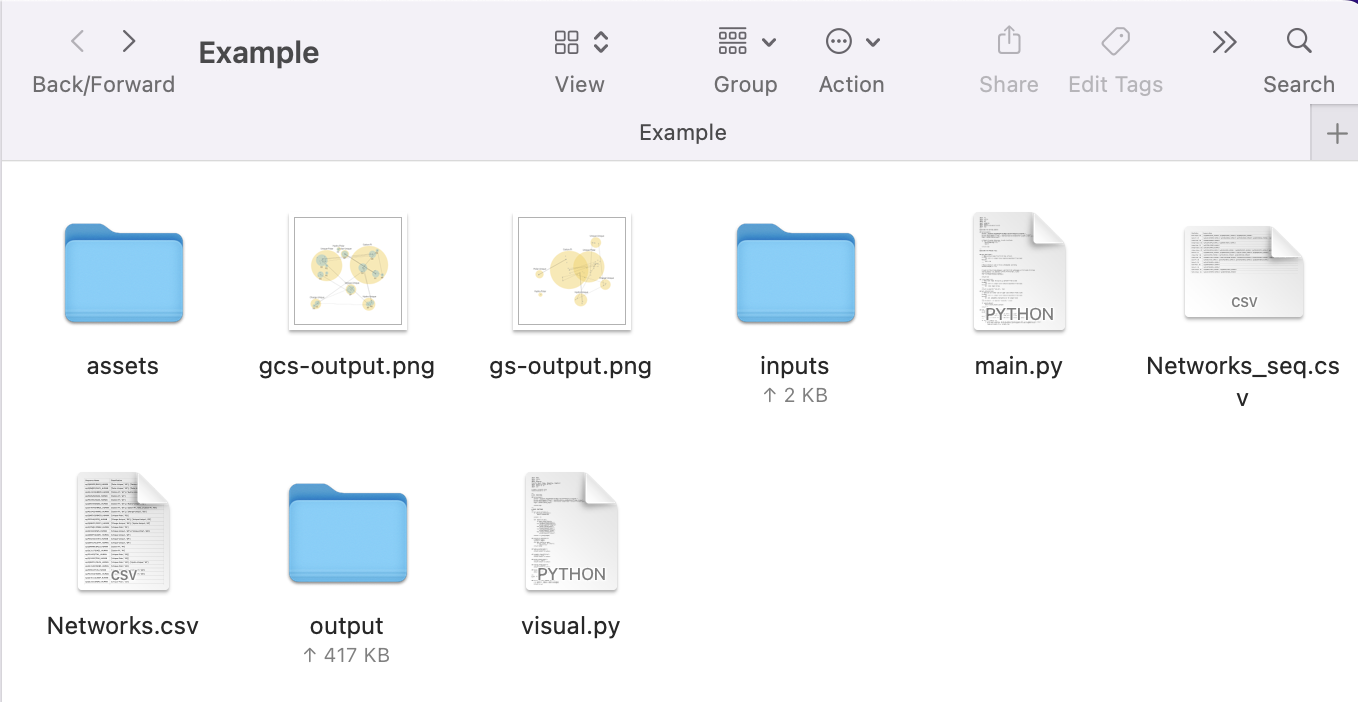 Example
Back/Forward
View
Group
Action
Share
Edit Tags
Search
Example
assets
gcs-output.png
gs-output.png
inputs
↑ 2 KB
PYTHON
main.py
CSV
Networks_seq.cs
v
CSV
Networks.csv
output
↑ 417 KB
PYTHON
visual.py